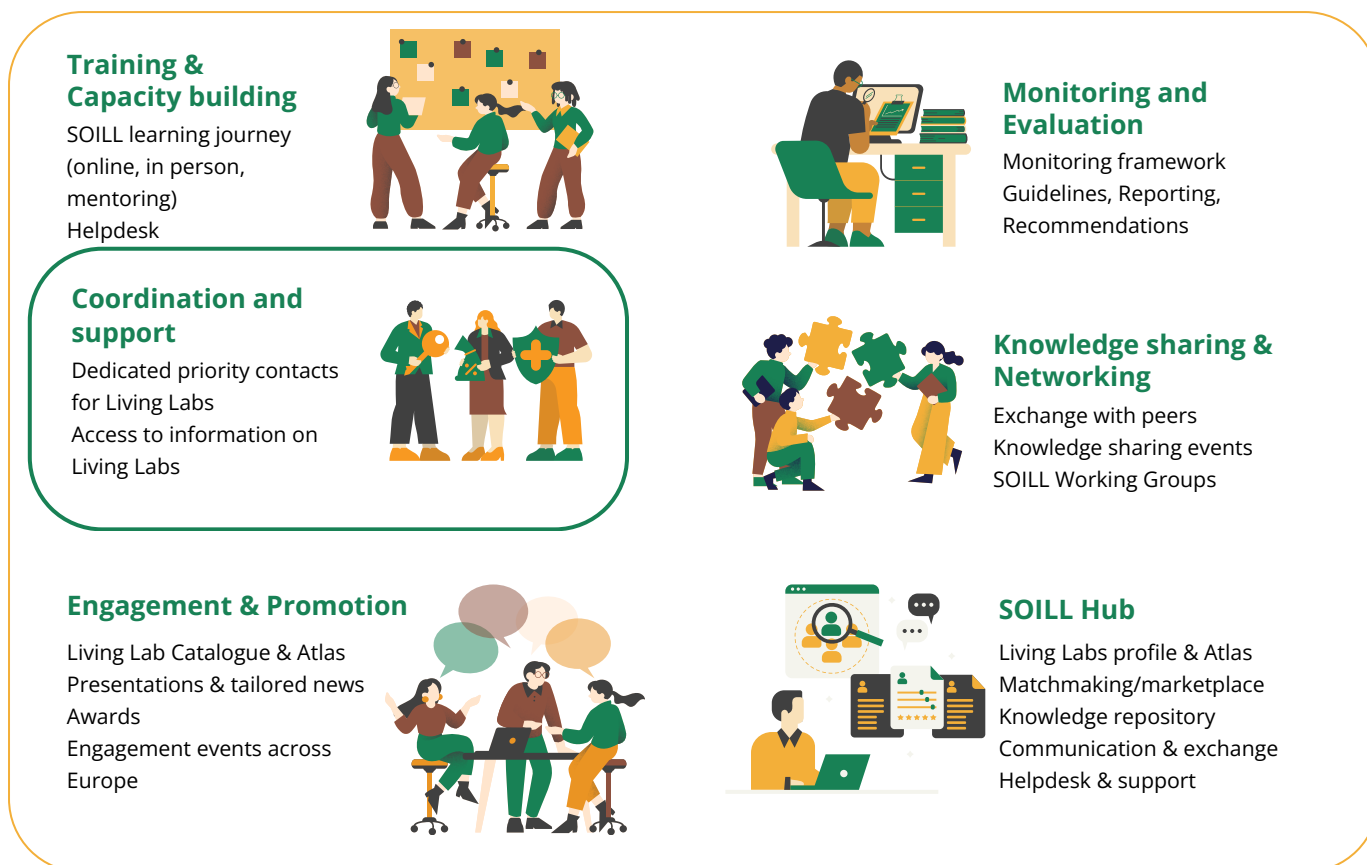 Training &
Capacity building
SOILL learning journey
(online, in person,
mentoring)
Helpdesk
Monitoring and
Evaluation
Monitoring framework
Guidelines, Reporting,
Recommendations
Coordination and
support
Dedicated priority contacts
for Living Labs
Access to information on
Living Labs
Knowledge sharing &
Networking
Exchange with peers
Knowledge sharing events
SOILL Working Groups
Engagement & Promotion
Living Lab Catalogue & Atlas
Presentations & tailored news
Awards
Engagement events across
Europe
SOILL Hub
Living Labs profile & Atlas
Matchmaking/marketplace
Knowledge repository
Communication & exchange
Helpdesk & support